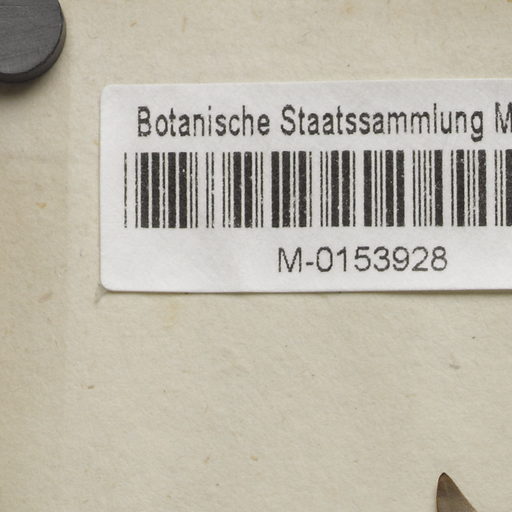 Botanische Staatssammlung M
M-0153928